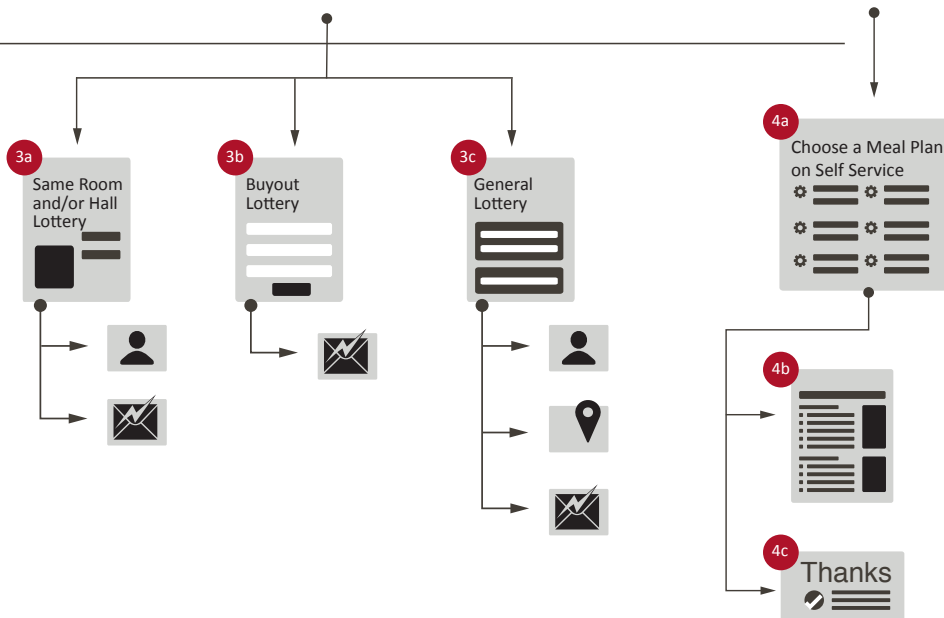 3a
Same Room
and/or Hall
Lottery
3b
Buyout
Lottery
3c
General
Lottery
4a
Choose a Meal Plan
on Self Service
4b
4c
Thanks